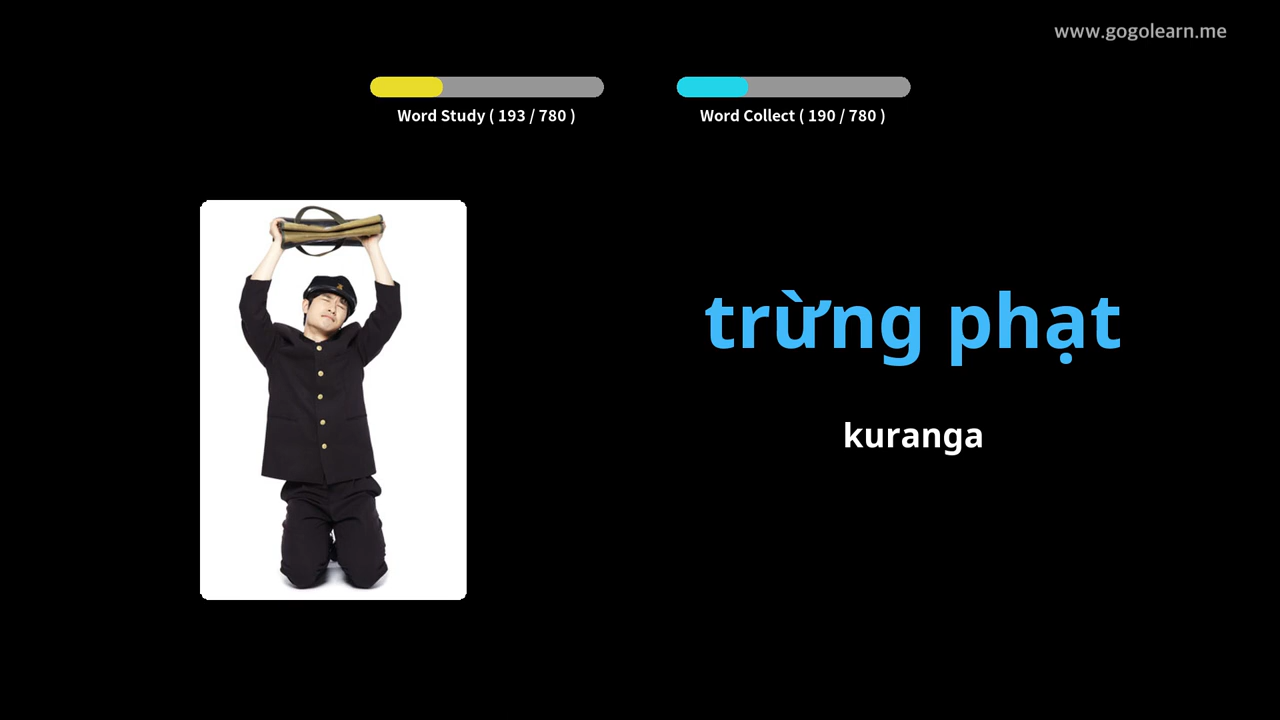 www.gogolearn.me
Word Study ( 193 / 780 )
Word Collect ( 190 / 780 )
trừng phạt
kuranga